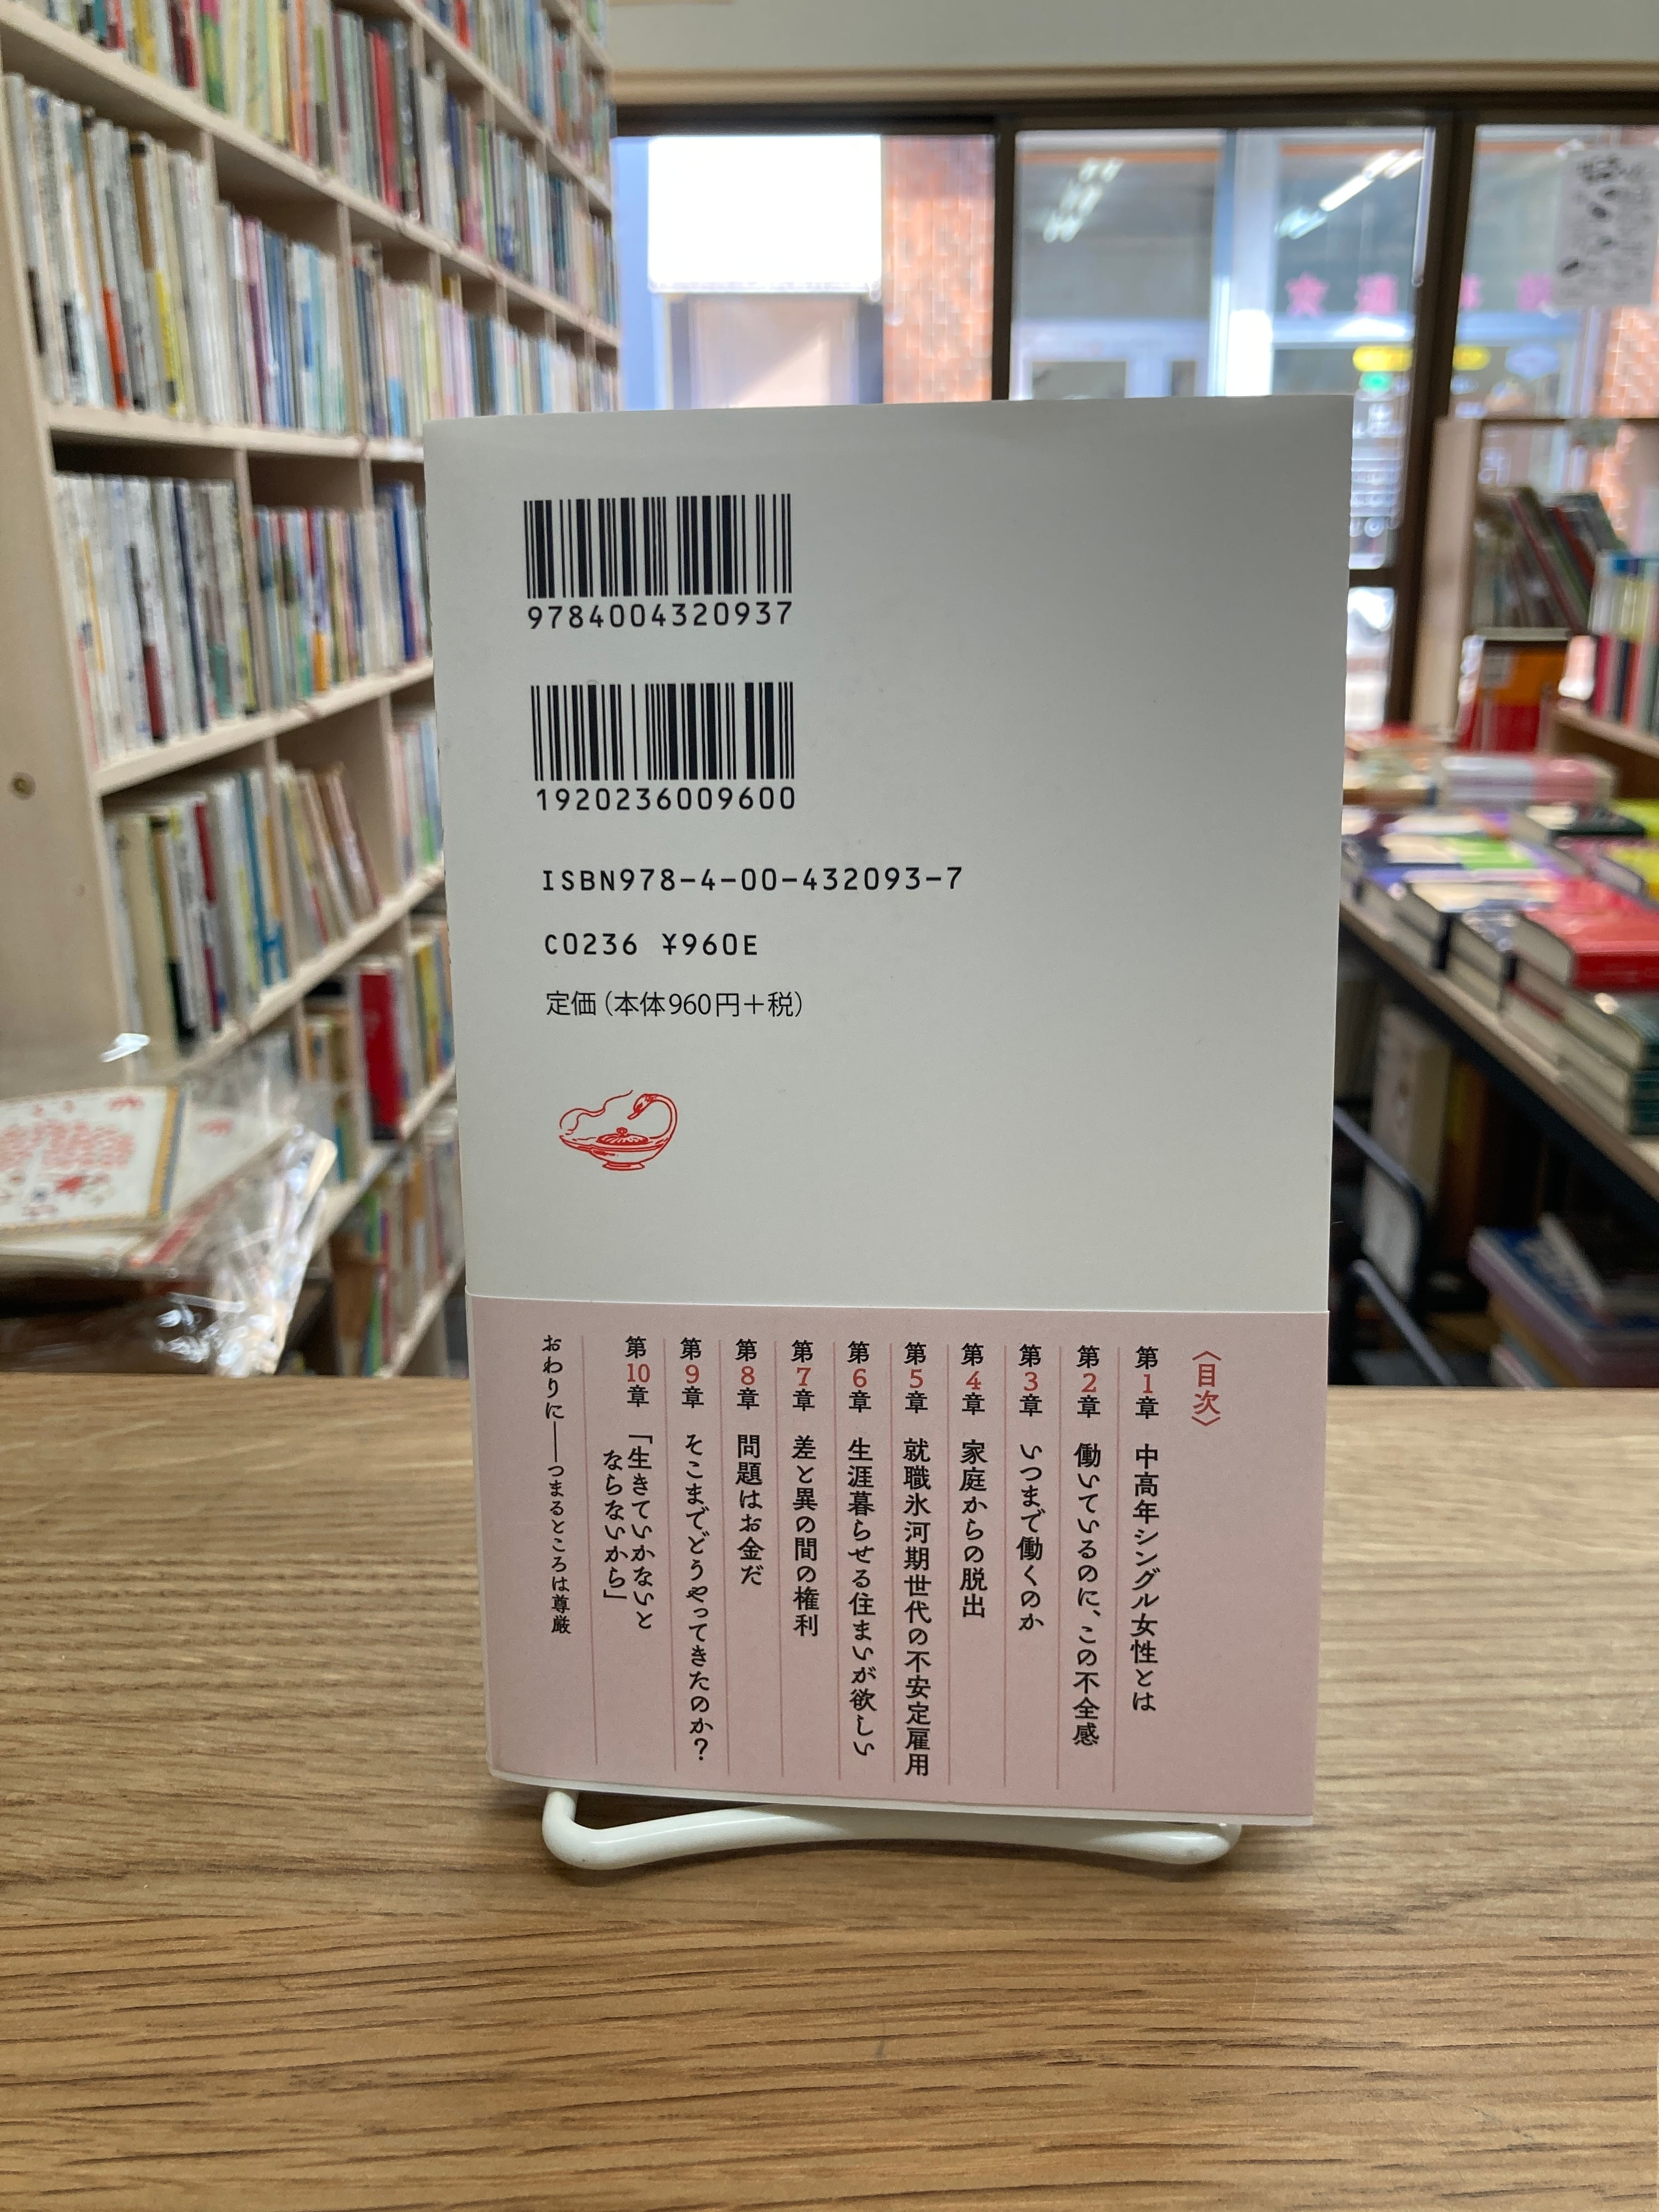 9784004320937
1920236009600
ISBN978-4-00-432093-7
C0236 ¥960E
定価(本体960円+税)
〈目次〉
第1章 中高年シングル女性とは
第2章 働いているのに、この不全感
第3章 いつまで働くのか
第4章 家庭からの脱出
第5章 就職氷河期世代の不安定雇用
第6章 生涯暮らせる住まいが欲しい
第7章 差と異の間の権利
第8章 問題はお金だ
第9章 そこまでどうやってきたのか?
第10章 「生きていかないと
ならないから」
おわりに――つまるところは尊厳